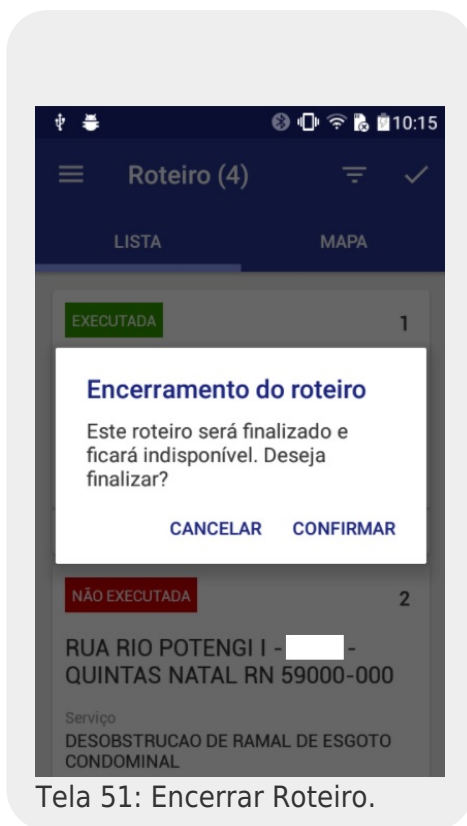 10:15
Roteiro (4)
LISTA MAPA
EXECUTADA 1
Encerramento do roteiro
Este roteiro será finalizado e
ficará indisponível. Deseja
finalizar?
CANCELAR CONFIRMAR
NÃO EXECUTADA 2
RUA RIO POTENGI I - -
QUINTAS NATAL RN 59000-000
Serviço
DESOBSTRUCAO DE RAMAL DE ESGOTO
CONDOMINAL
Tela 51: Encerrar Roteiro.